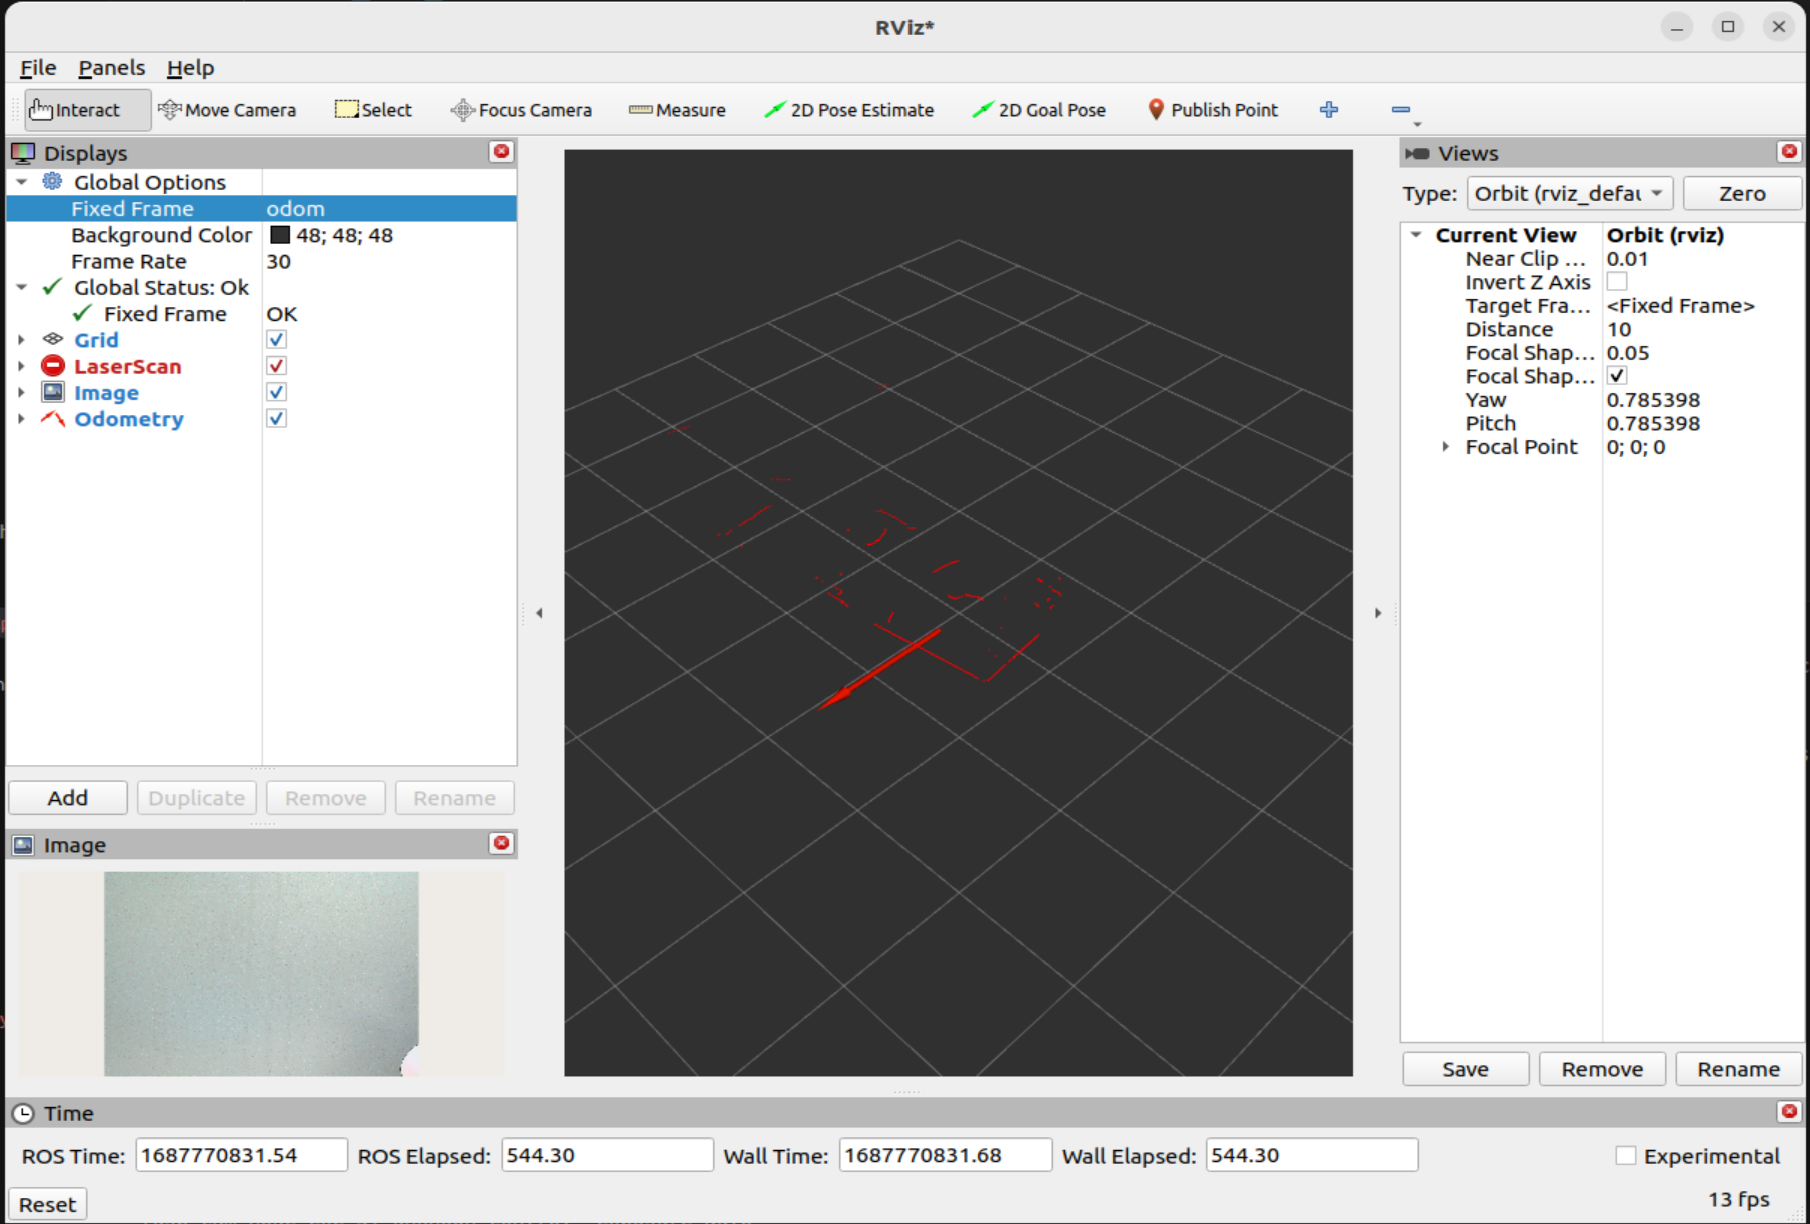 RViz*
File Panels Help
Interact Move Camera Select Focus Camera Measure 2D Pose Estimate 2D Goal Pose Publish Point
Displays
Global Options
Fixed Frame odom
Background Color 48; 48; 48
Frame Rate 30
Global Status: Ok
Fixed Frame OK
Grid
LaserScan
Image
Odometry
Add Duplicate Remove Rename
Image
Views
Type: Orbit (rviz_defau Zero
Current View Orbit (rviz)
Near Clip ... 0.01
Invert Z Axis
Target Fra... <Fixed Frame>
Distance 10
Focal Shap... 0.05
Focal Shap...
Yaw 0.785398
Pitch 0.785398
Focal Point 0; 0; 0
Save Remove Rename
Time
ROS Time: 1687770831.54 ROS Elapsed: 544.30 Wall Time: 1687770831.68 Wall Elapsed: 544.30 Experimental
Reset 13 fps